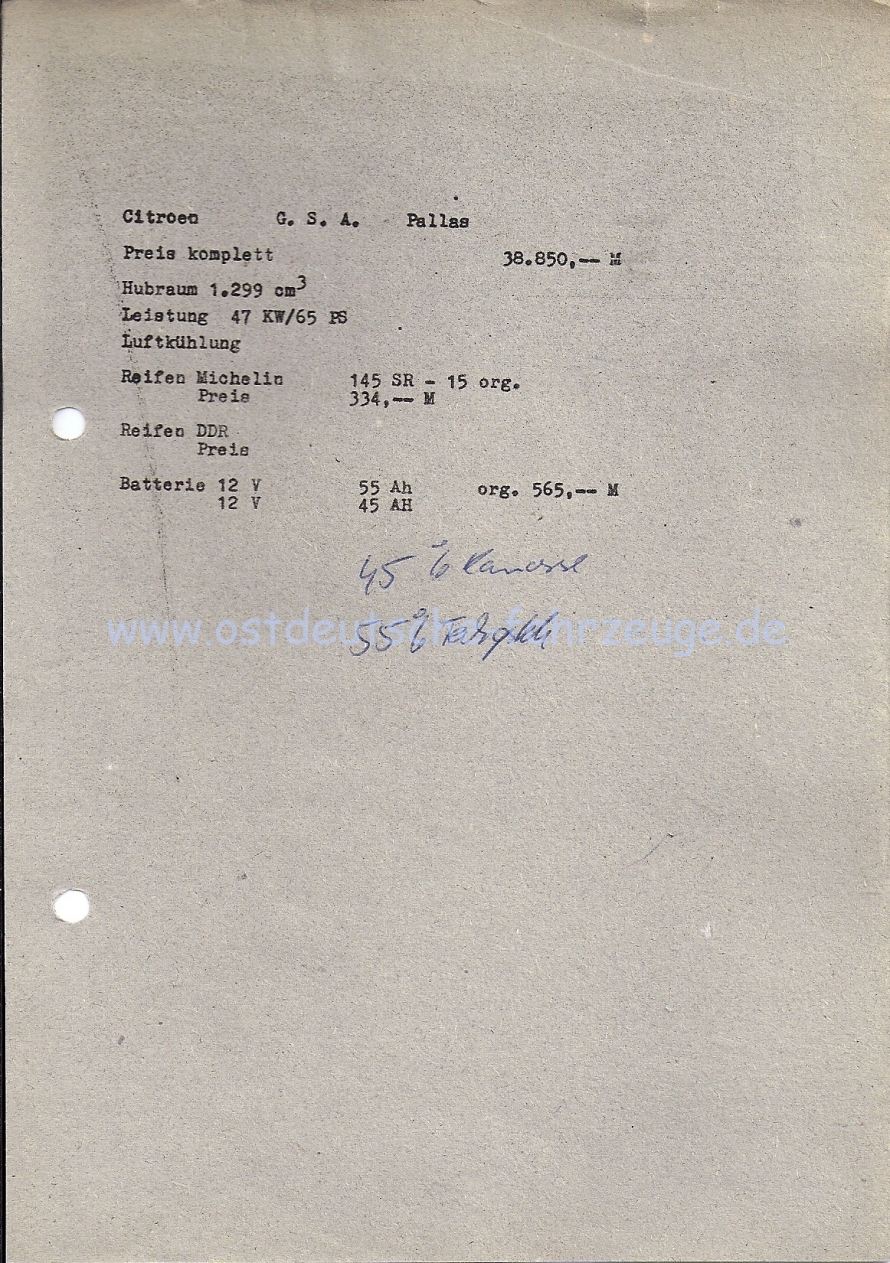 Citroen G. S. A. Pallas
Preis komplett 38.850,-- M
Hubraum 1.299 cm³
Leistung 47 KW/65 PS
Luftkühlung
Reifen Michelin 145 SR - 15 org.
Preis 334,-- M
Reifen DDR
Preis
Batterie 12 V 55 Ah org. 565,-- M
12 V 45 AH
45 % Karosse
55 %
www.ostdeutsche-fahrzeuge.de